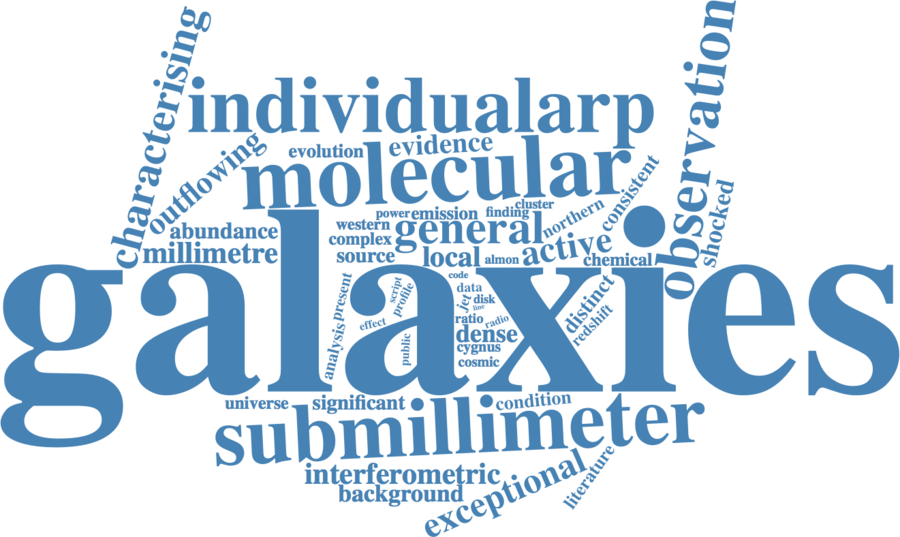 characterising
observation
individualarp
outflowing
evolution
evidence
molecular
consistent
shocked
cluster
power
emission
finding
northern
western
abundance
general
complex
active
millimetre
source
local
almon
chemical
galaxies
code
script
profile
present
data
jet
disk
line
distinct
redshift
effect
ratio
radio
dense
analysis
public
cygnus
cosmic
universe
significant
condition
submillimeter
interferometric
background
exceptional
literature